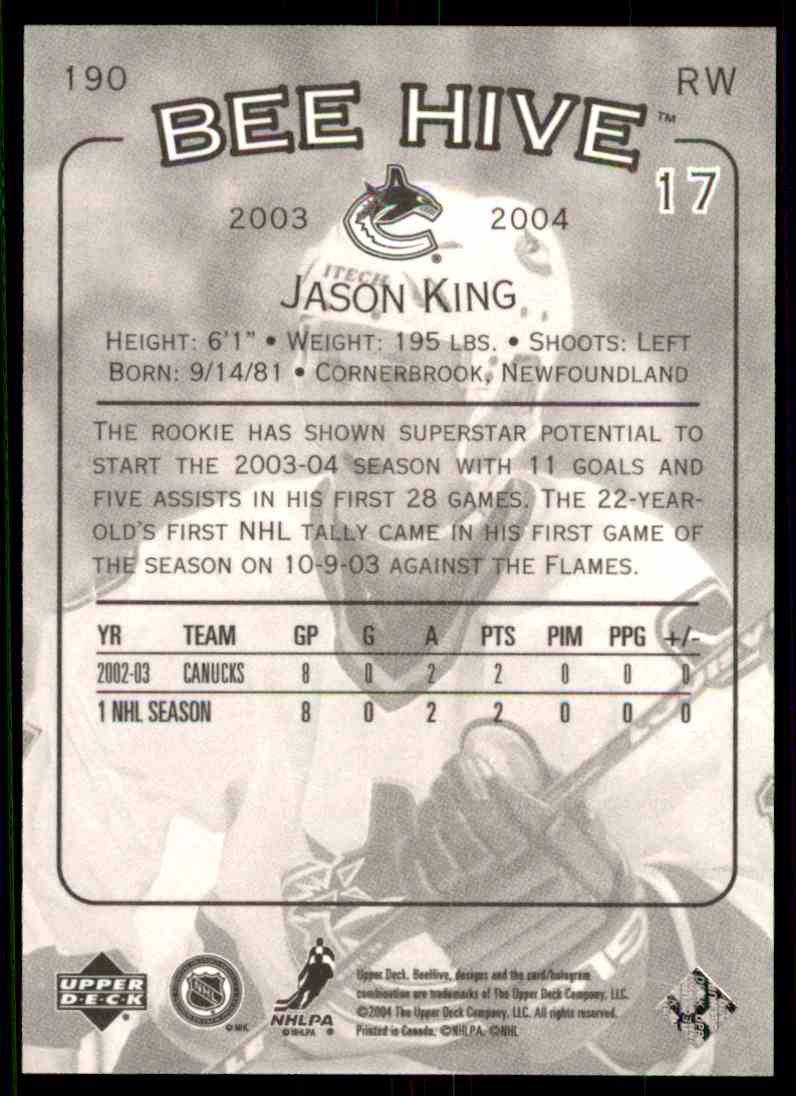 190
RW
BEE HIVE™
17
2003
2004
ITECH
JASON KING
HEIGHT: 6'1" • WEIGHT: 195 LBS. • SHOOTS: LEFT
BORN: 9/14/81 • CORNERBROOK, NEWFOUNDLAND
THE ROOKIE HAS SHOWN SUPERSTAR POTENTIAL TO
START THE 2003-04 SEASON WITH 11 GOALS AND
FIVE ASSISTS IN HIS FIRST 28 GAMES. THE 22-YEAR-
OLD'S FIRST NHL TALLY CAME IN HIS FIRST GAME OF
THE SEASON ON 10-9-03 AGAINST THE FLAMES.
YR TEAM GP G A PTS PIM PPG +/-
2002-03 CANUCKS 8 0 2 2 0 0 0
1 NHL SEASON 8 0 2 2 0 0 0
UPPER
D·E·C·K
NHL
©NHL
NHLPA
©NHLPA ®
Upper Deck, BeeHive, designs and the card/hologram
combination are trademarks of The Upper Deck Company, LLC.
©2004 The Upper Deck Company, LLC. All rights reserved.
Printed in Canada. ©NHLPA. ©NHL